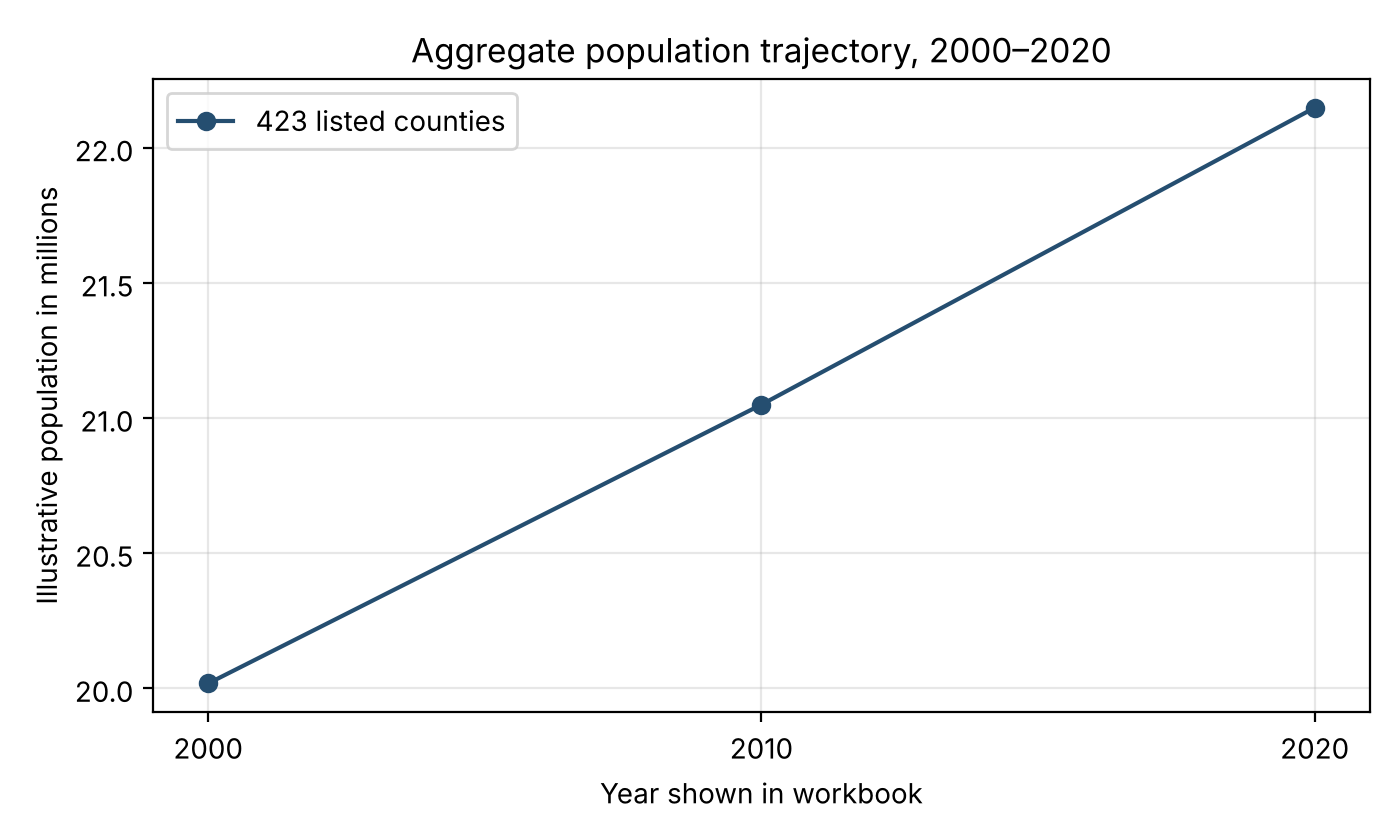 Aggregate population trajectory, 2000–2020
423 listed counties
Illustrative population in millions
22.0
21.5
21.0
20.5
20.0
2000 2010 2020
Year shown in workbook